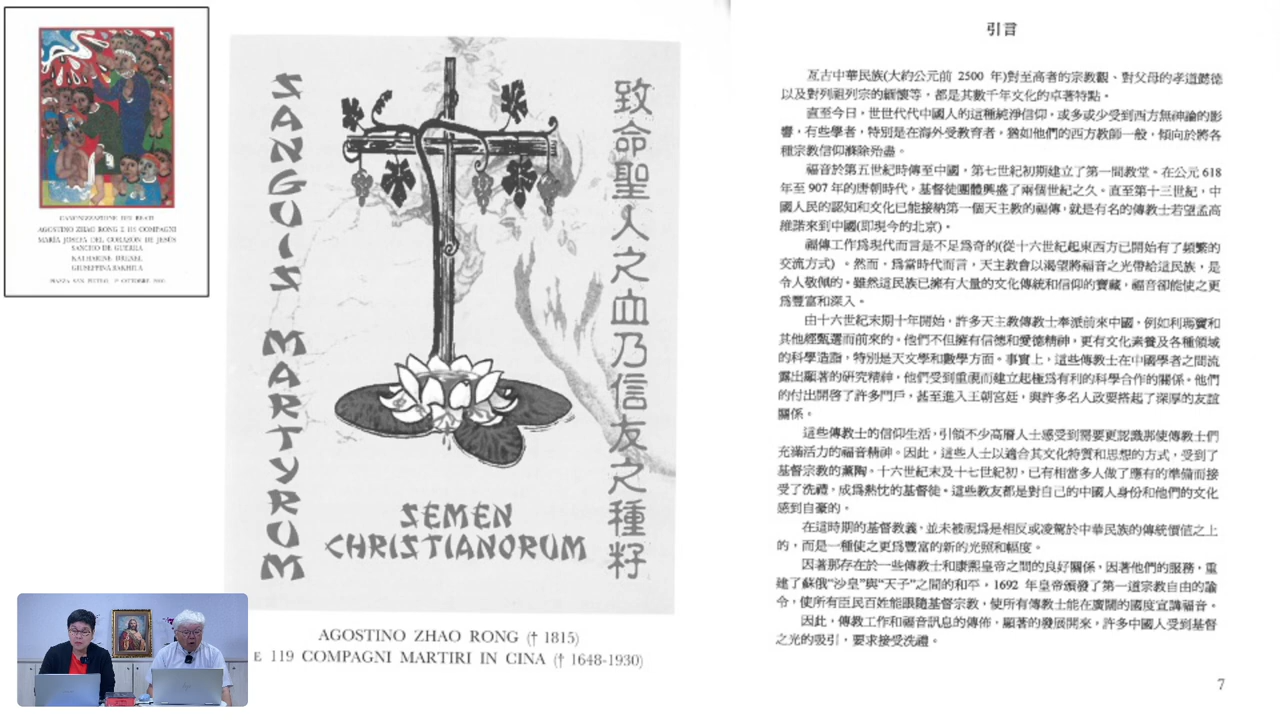 CANONIZZAZIONE DEI BEATI
AGOSTINO ZHAO RONG E 119 COMPAGNI
MARÍA JOSEFA DEL CORAZÓN DE JESÚS
SANCHO DE GUERRA
KATHARINE DREXEL
GIUSEPPINA BAKHITA
PIAZZA SAN PIETRO, 1° OTTOBRE 2000
SANGUIS MARTYRUM
致命聖人之血乃信友之種籽
SEMEN
CHRISTIANORUM
AGOSTINO ZHAO RONG († 1815)
E 119 COMPAGNI MARTIRI IN CINA († 1648-1930)
引言
亙古中華民族(大約公元前 2500 年)對至高者的宗教觀、對父母的孝道懿德
以及對列祖列宗的緬懷等，都是其數千年文化的卓著特點。
直至今日，世世代代中國人的這種純淨信仰，或多或少受到西方無神論的影
響，有些學者，特別是在海外受教育者，猶如他們的西方教師一般，傾向於將各
種宗教信仰滌除殆盡。
福音於第五世紀時傳至中國，第七世紀初期建立了第一間教堂。在公元 618
年至 907 年的唐朝時代，基督徒團體興盛了兩個世紀之久。直至第十三世紀，中
國人民的認知和文化已能接納第一個天主教的福傳，就是有名的傳教士若望孟高
維諾來到中國(即現今的北京)。
福傳工作爲現代而言是不足爲奇的(從十六世紀起東西方已開始有了頻繁的
交流方式) 。然而，爲當時代而言，天主教會以渴望將福音之光帶給這民族，是
令人敬佩的。雖然這民族已擁有大量的文化傳統和信仰的寶藏，福音卻能使之更
爲豐富和深入。
由十六世紀末期十年開始，許多天主教傳教士奉派前來中國，例如利瑪竇和
其他經甄選而前來的。他們不但擁有信德和愛德精神，更有文化素養及各種領域
的科學造詣，特別是天文學和數學方面。事實上，這些傳教士在中國學者之間流
露出顯著的研究精神，他們受到重視而建立起極爲有利的科學合作的關係。他們
的付出開啓了許多門戶，甚至進入王朝宮廷，與許多名人政要搭起了深厚的友誼
關係。
這些傳教士的信仰生活，引領不少高層人士感受到需要更認識那使傳教士們
充滿活力的福音精神。因此，這些人士以適合其文化特質和思想的方式，受到了
基督宗教的薰陶。十六世紀末及十七世紀初，已有相當多人做了應有的準備而接
受了洗禮，成爲熱忱的基督徒。這些教友都是對自己的中國人身份和他們的文化
感到自豪的。
在這時期的基督教義，並未被視爲是相反或凌駕於中華民族的傳統價值之上
的，而是一種使之更爲豐富的新的光照和幅度。
因著那存在於一些傳教士和康熙皇帝之間的良好關係，因著他們的服務，重
建了蘇俄“沙皇”與“天子”之間的和平，1692 年皇帝頒發了第一道宗教自由的諭
令，使所有臣民百姓能跟隨基督宗教，使所有傳教士能在廣闊的國度宣講福音。
因此，傳教工作和福音訊息的傳佈，顯著的發展開來，許多中國人受到基督
之光的吸引，要求接受洗禮。
7